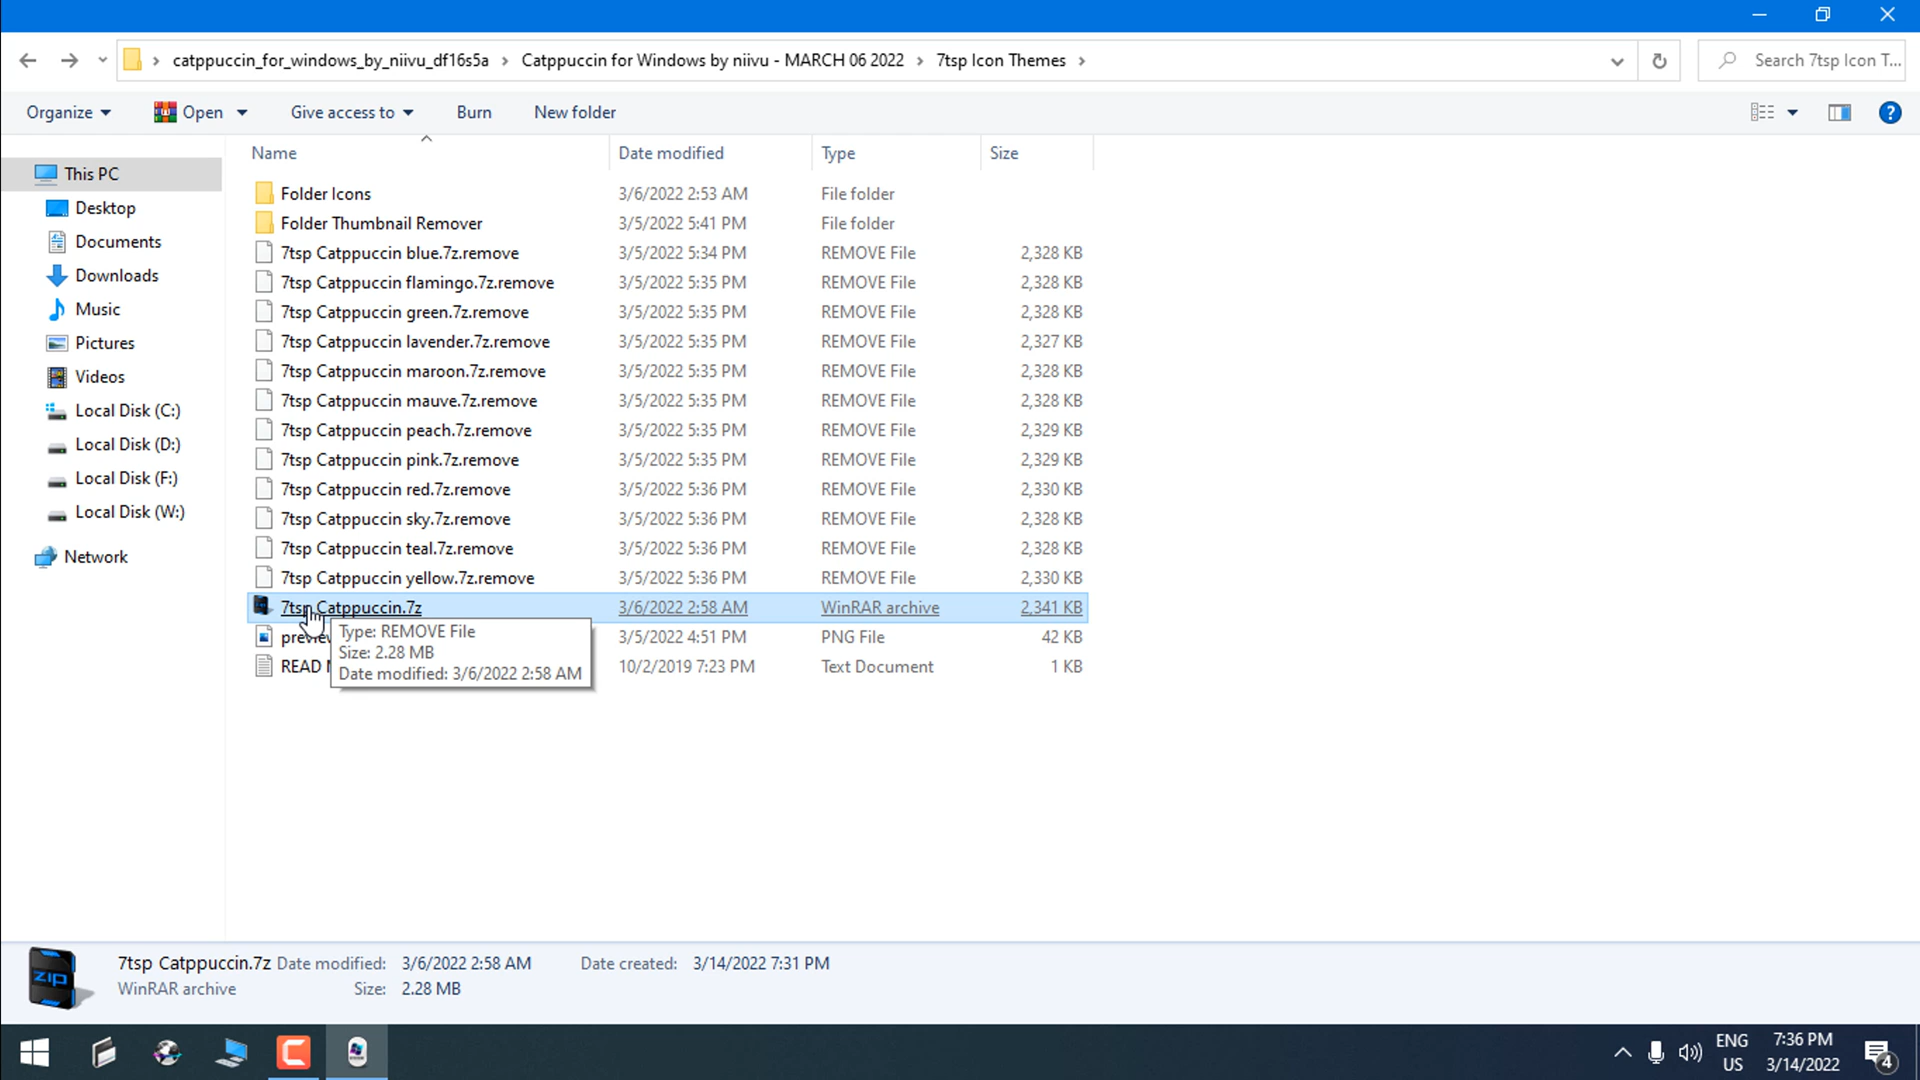 catppuccin_for_windows_by_niivu_df16s5a > Catppuccin for Windows by niivu - MARCH 06 2022 > 7tsp Icon Themes >
Search 7tsp Icon T...
Organize Open Give access to Burn New folder
Name Date modified Type Size
This PC
Desktop
Documents
Downloads
Music
Pictures
Videos
Local Disk (C:)
Local Disk (D:)
Local Disk (F:)
Local Disk (W:)
Network
Folder Icons 3/6/2022 2:53 AM File folder
Folder Thumbnail Remover 3/5/2022 5:41 PM File folder
7tsp Catppuccin blue.7z.remove 3/5/2022 5:34 PM REMOVE File 2,328 KB
7tsp Catppuccin flamingo.7z.remove 3/5/2022 5:35 PM REMOVE File 2,328 KB
7tsp Catppuccin green.7z.remove 3/5/2022 5:35 PM REMOVE File 2,328 KB
7tsp Catppuccin lavender.7z.remove 3/5/2022 5:35 PM REMOVE File 2,327 KB
7tsp Catppuccin maroon.7z.remove 3/5/2022 5:35 PM REMOVE File 2,328 KB
7tsp Catppuccin mauve.7z.remove 3/5/2022 5:35 PM REMOVE File 2,328 KB
7tsp Catppuccin peach.7z.remove 3/5/2022 5:35 PM REMOVE File 2,329 KB
7tsp Catppuccin pink.7z.remove 3/5/2022 5:35 PM REMOVE File 2,329 KB
7tsp Catppuccin red.7z.remove 3/5/2022 5:36 PM REMOVE File 2,330 KB
7tsp Catppuccin sky.7z.remove 3/5/2022 5:36 PM REMOVE File 2,328 KB
7tsp Catppuccin teal.7z.remove 3/5/2022 5:36 PM REMOVE File 2,328 KB
7tsp Catppuccin yellow.7z.remove 3/5/2022 5:36 PM REMOVE File 2,330 KB
7tsp Catppuccin.7z 3/6/2022 2:58 AM WinRAR archive 2,341 KB
3/5/2022 4:51 PM PNG File 42 KB
READ 10/2/2019 7:23 PM Text Document 1 KB
Type: REMOVE File
Size: 2.28 MB
Date modified: 3/6/2022 2:58 AM
ZIP
7tsp Catppuccin.7z Date modified: 3/6/2022 2:58 AM Date created: 3/14/2022 7:31 PM
WinRAR archive Size: 2.28 MB
ENG
US
7:36 PM
3/14/2022
4